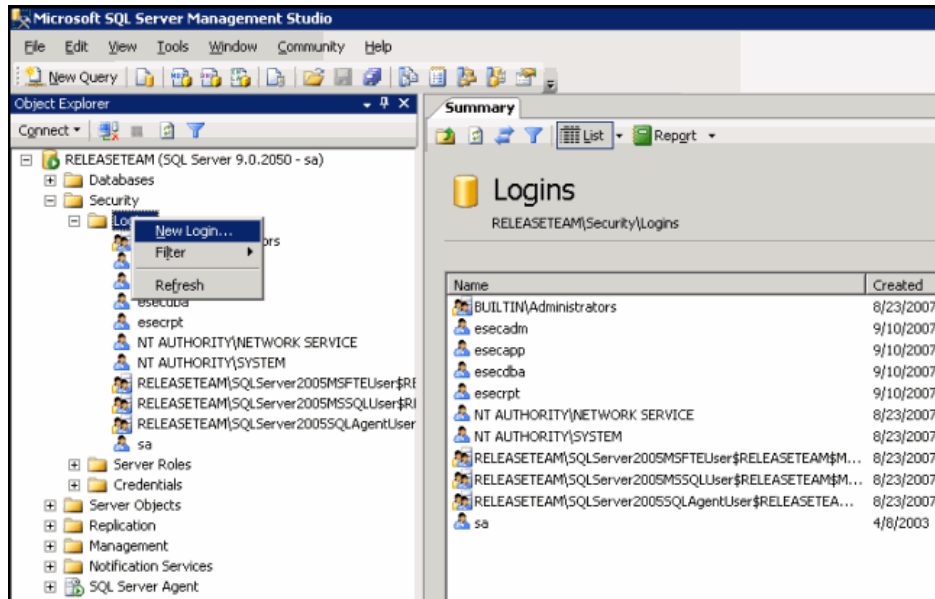 Microsoft SQL Server Management Studio
File Edit View Tools Window Community Help
New Query
Object Explorer
Connect
RELEASETEAM (SQL Server 9.0.2050 - sa)
Databases
Security
New Login...
Filter
Refresh
esecrpt
NT AUTHORITY\NETWORK SERVICE
NT AUTHORITY\SYSTEM
RELEASETEAM\SQLServer2005MSFTEUser$RE
RELEASETEAM\SQLServer2005MSSQLUser$RI
RELEASETEAM\SQLServer2005SQLAgentUser
sa
Server Roles
Credentials
Server Objects
Replication
Management
Notification Services
SQL Server Agent
Summary
List Report
Logins
RELEASETEAM\Security\Logins
Name Created
BUILTIN\Administrators 8/23/2007
esecadm 9/10/2007
esecapp 9/10/2007
esecdba 9/10/2007
esecrpt 9/10/2007
NT AUTHORITY\NETWORK SERVICE 8/23/2007
NT AUTHORITY\SYSTEM 8/23/2007
RELEASETEAM\SQLServer2005MSFTEUser$RELEASETEAM$M... 8/23/2007
RELEASETEAM\SQLServer2005MSSQLUser$RELEASETEAM$M... 8/23/2007
RELEASETEAM\SQLServer2005SQLAgentUser$RELEASETEA... 8/23/2007
sa 4/8/2003